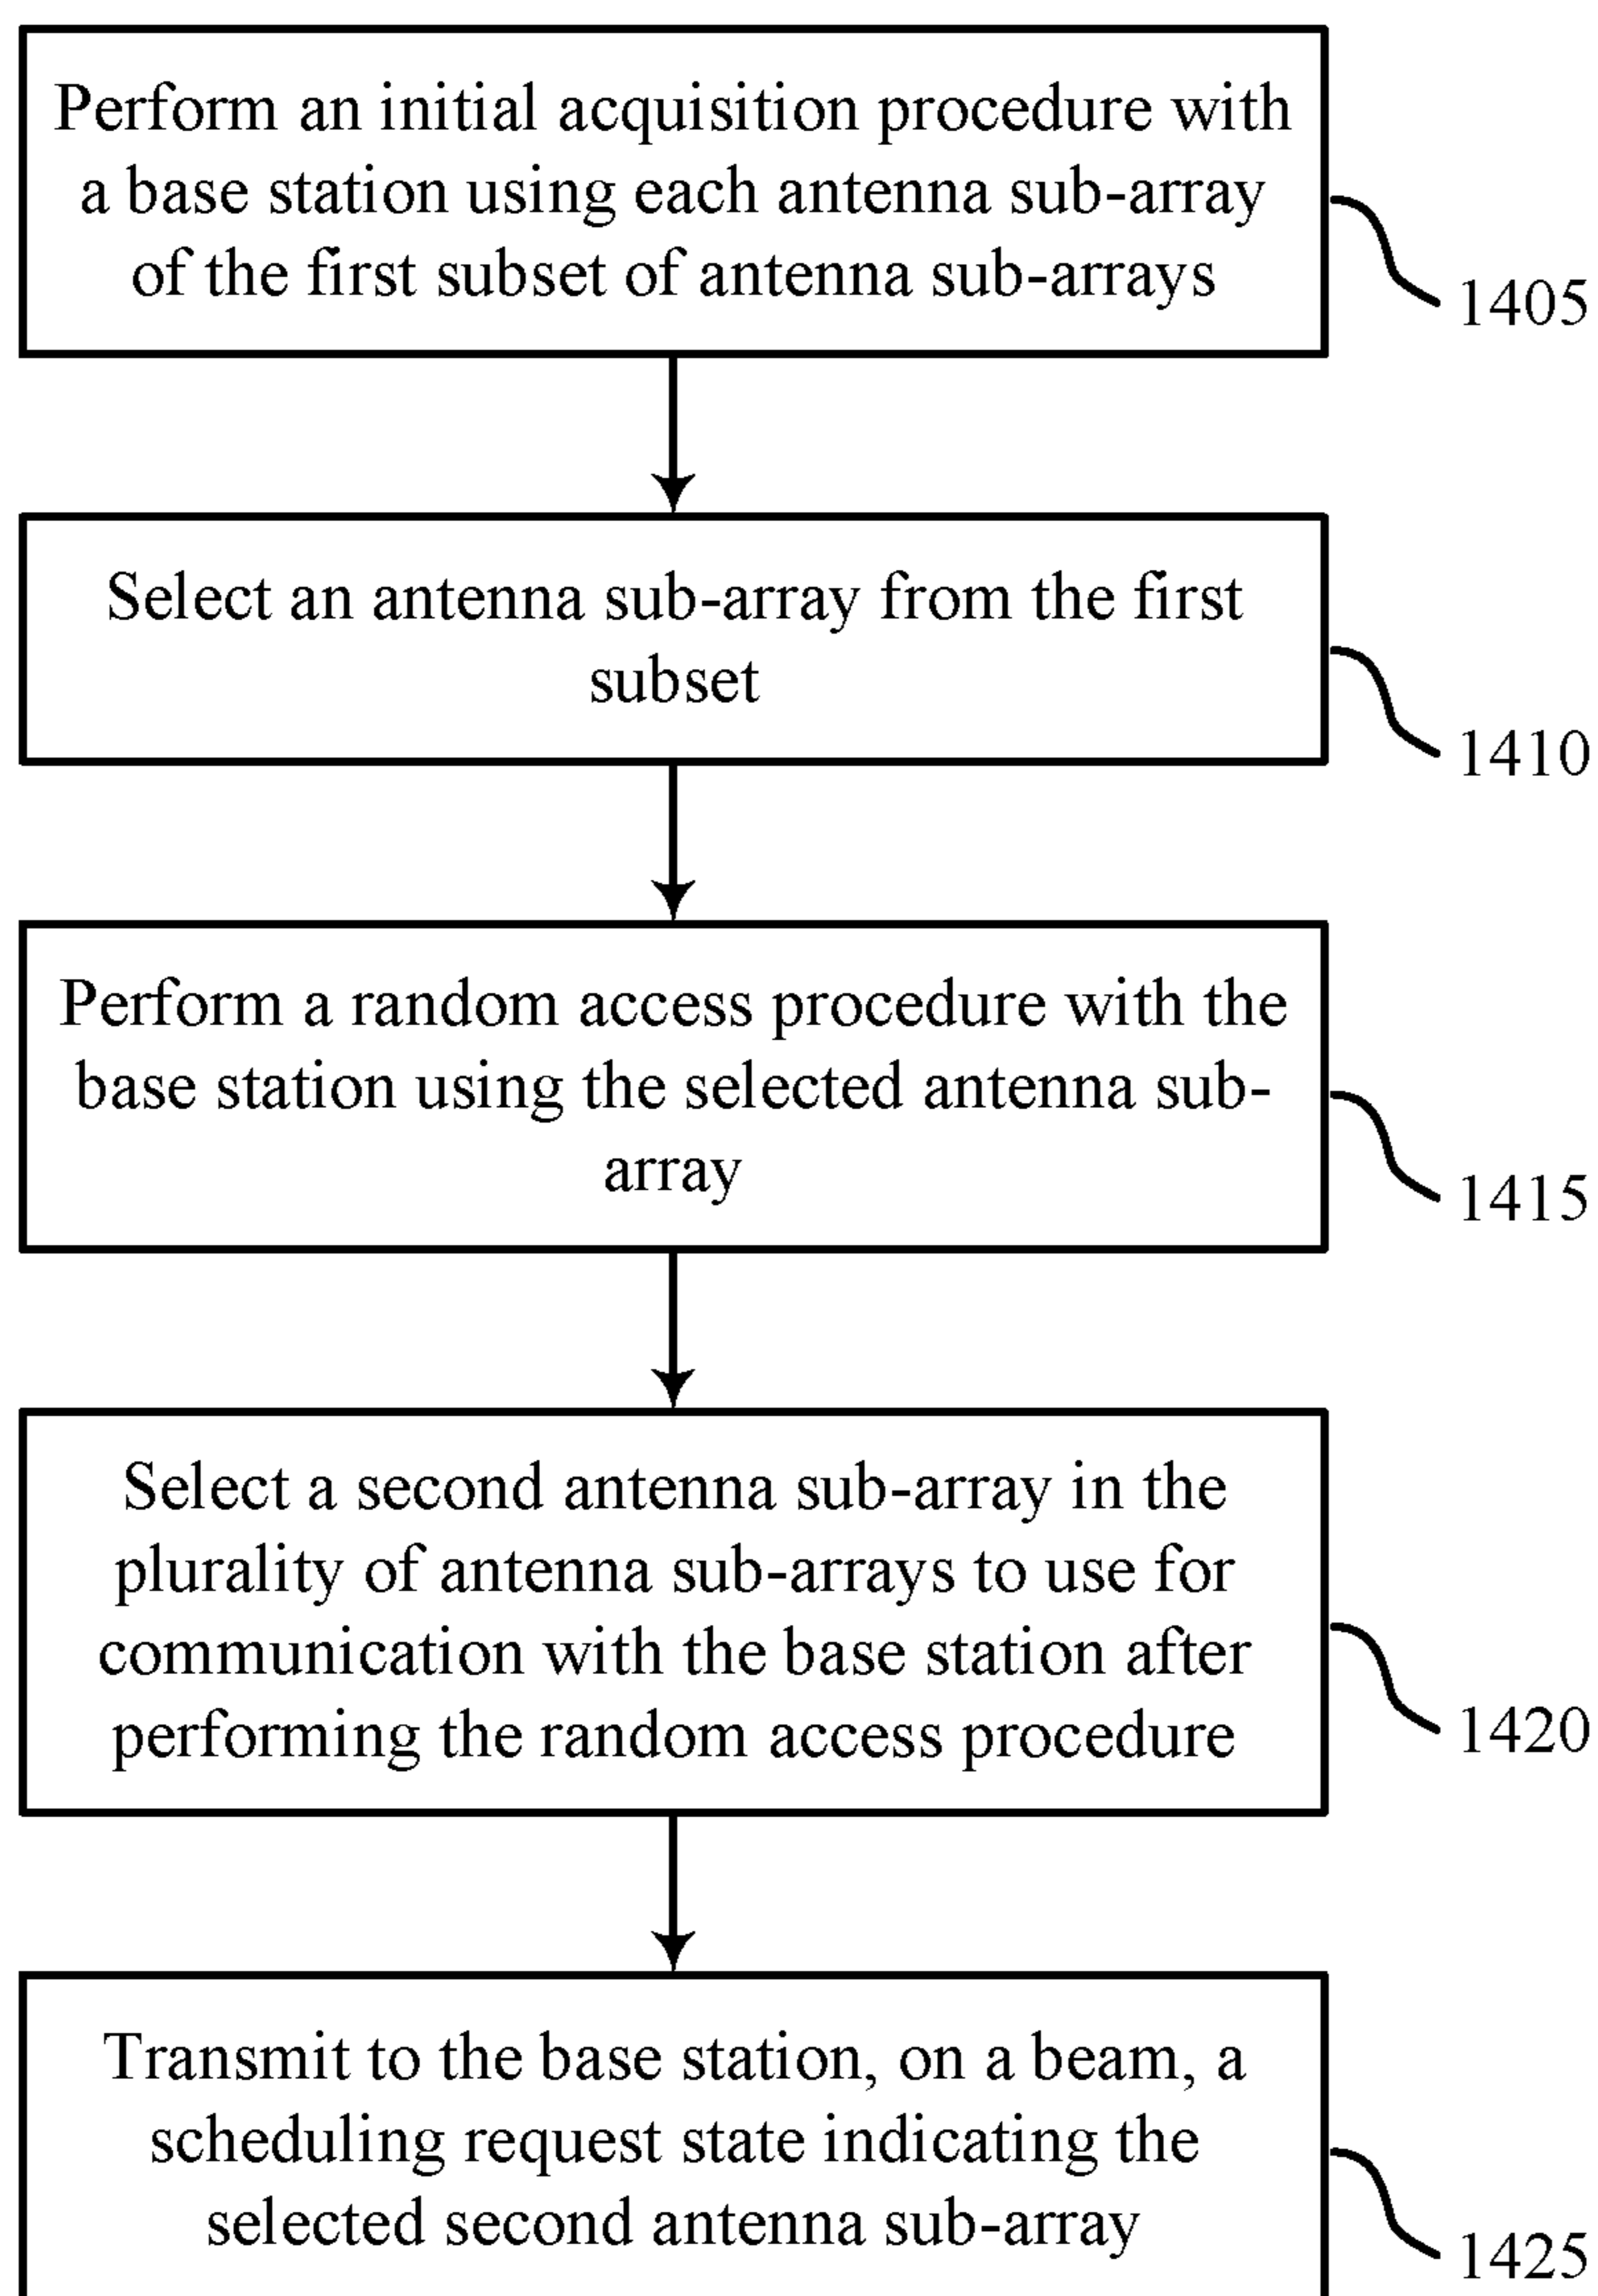 Perform an initial acquisition procedure with
a base station using each antenna sub-array
of the first subset of antenna sub-arrays
1405
Select an antenna sub-array from the first
subset
1410
Perform a random access procedure with the
base station using the selected antenna sub-
array
1415
Select a second antenna sub-array in the
plurality of antenna sub-arrays to use for
communication with the base station after
performing the random access procedure
1420
Transmit to the base station, on a beam, a
scheduling request state indicating the
selected second antenna sub-array
1425